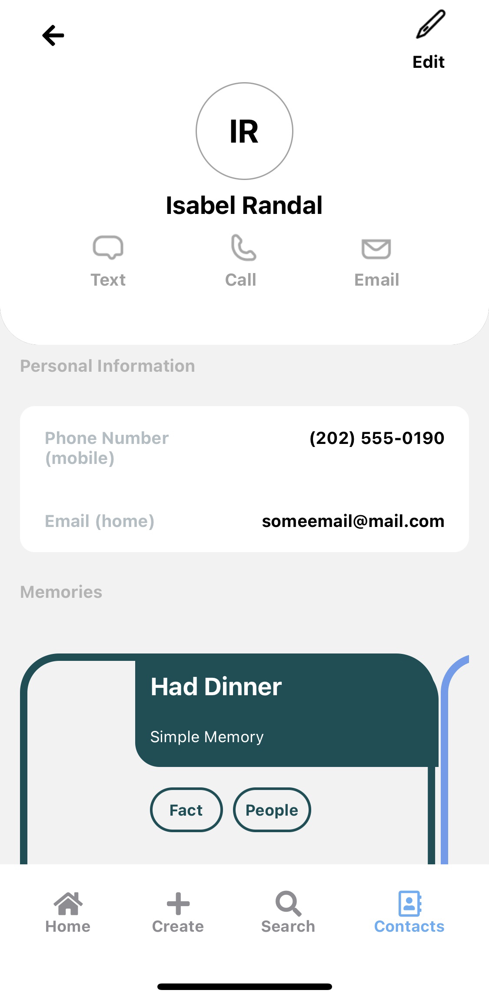 Edit
IR
Isabel Randal
Text Call Email
Personal Information
Phone Number (202) 555-0190
(mobile)
Email (home) someemail@mail.com
Memories
Had Dinner
Simple Memory
Fact People
Home Create Search Contacts